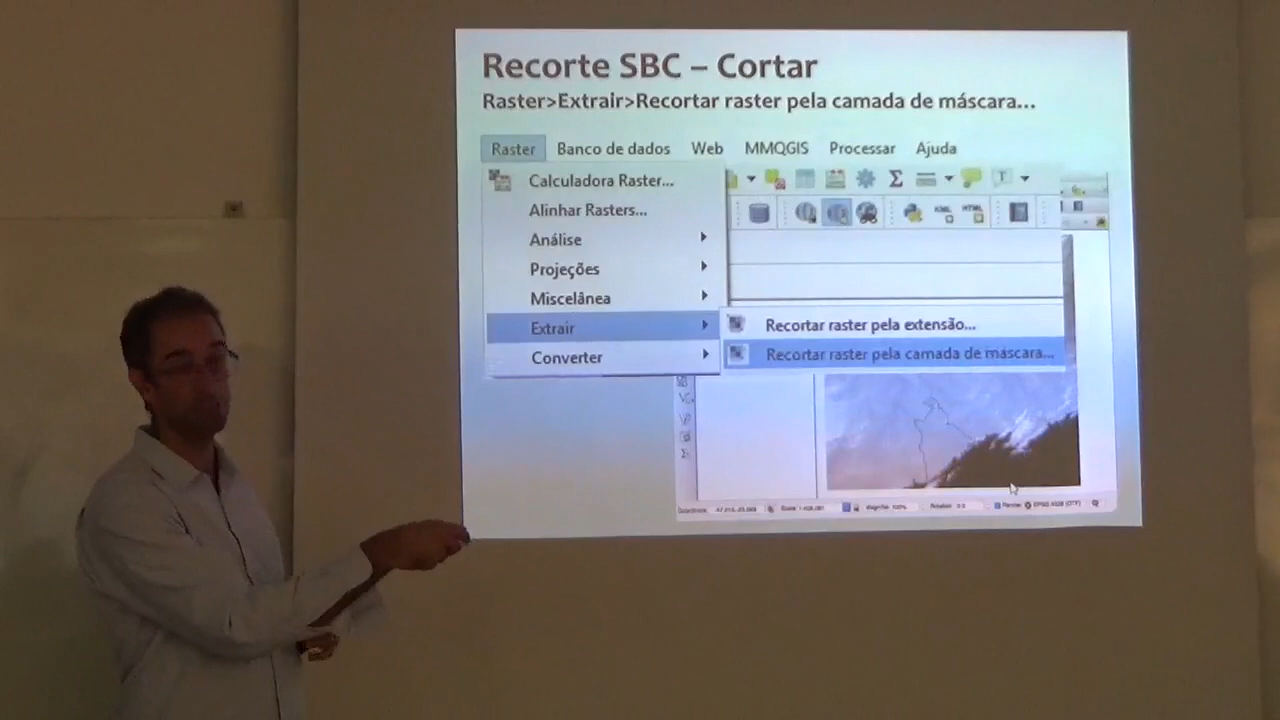 Recorte SBC – Cortar
Raster>Extrair>Recortar raster pela camada de máscara...
Raster Banco de dados Web MMQGIS Processar Ajuda
Calculadora Raster...
Alinhar Rasters...
Análise
Projeções
Miscelânea
Extrair
Converter
Recortar raster pela extensão...
Recortar raster pela camada de máscara...